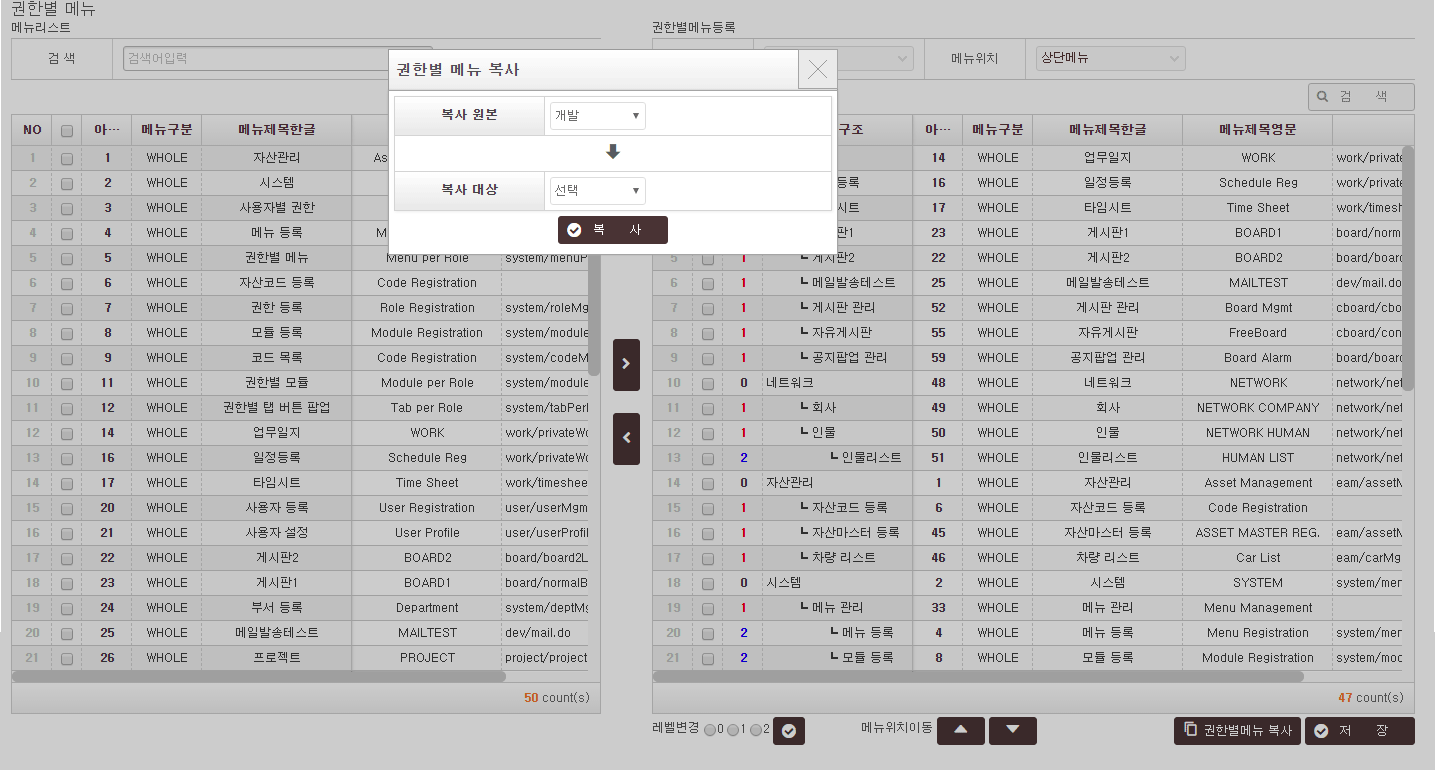 권한별 메뉴
메뉴리스트
검 색 검색어입력
권한별메뉴등록
메뉴위치 상단메뉴
검 색
권한별 메뉴 복사
복사 원본 개발
복사 대상 선택
복 사
NO 아··· 메뉴구분 메뉴제목한글
1 1 WHOLE 자산관리 As
2 2 WHOLE 시스템
3 3 WHOLE 사용자별 권한
4 4 WHOLE 메뉴 등록 M
5 5 WHOLE 권한별 메뉴 Menu per Role system/menuP
6 6 WHOLE 자산코드 등록 Code Registration
7 7 WHOLE 권한 등록 Role Registration system/roleMg
8 8 WHOLE 모듈 등록 Module Registration system/module
9 9 WHOLE 코드 목록 Code Registration system/codeM
10 11 WHOLE 권한별 모듈 Module per Role system/module
11 12 WHOLE 권한별 탭 버튼 팝업 Tab per Role system/tabPerl
12 14 WHOLE 업무일지 WORK work/privateWo
13 16 WHOLE 일정등록 Schedule Reg work/privateWo
14 17 WHOLE 타임시트 Time Sheet work/timeshee
15 20 WHOLE 사용자 등록 User Registration user/userMgm
16 21 WHOLE 사용자 설정 User Profile user/userProfil
17 22 WHOLE 게시판2 BOARD2 board/board2L
18 23 WHOLE 게시판1 BOARD1 board/normalB
19 24 WHOLE 부서 등록 Department system/deptMg
20 25 WHOLE 메일발송테스트 MAILTEST dev/mail.do
21 26 WHOLE 프로젝트 PROJECT project/project
50 count(s)
구조 아··· 메뉴구분 메뉴제목한글 메뉴제목영문
14 WHOLE 업무일지 WORK work/private
등록 16 WHOLE 일정등록 Schedule Reg work/private
시트 17 WHOLE 타임시트 Time Sheet work/timesh
판1 23 WHOLE 게시판1 BOARD1 board/norm
5 1 ┗ 게시판2 22 WHOLE 게시판2 BOARD2 board/board
6 1 ┗ 메일발송테스트 25 WHOLE 메일발송테스트 MAILTEST dev/mail.do
7 1 ┗ 게시판 관리 52 WHOLE 게시판 관리 Board Mgmt cboard/cbo
8 1 ┗ 자유게시판 55 WHOLE 자유게시판 FreeBoard cboard/con
9 1 ┗ 공지팝업 관리 59 WHOLE 공지팝업 관리 Board Alarm board/board
10 0 네트워크 48 WHOLE 네트워크 NETWORK network/net
11 1 ┗ 회사 49 WHOLE 회사 NETWORK COMPANY network/net
12 1 ┗ 인물 50 WHOLE 인물 NETWORK HUMAN network/net
13 2 ┗ 인물리스트 51 WHOLE 인물리스트 HUMAN LIST network/net
14 0 자산관리 1 WHOLE 자산관리 Asset Management eam/assetM
15 1 ┗ 자산코드 등록 6 WHOLE 자산코드 등록 Code Registration
16 1 ┗ 자산마스터 등록 45 WHOLE 자산마스터 등록 ASSET MASTER REG. eam/assetM
17 1 ┗ 차량 리스트 46 WHOLE 차량 리스트 Car List eam/carMg
18 0 시스템 2 WHOLE 시스템 SYSTEM system/mer
19 1 ┗ 메뉴 관리 33 WHOLE 메뉴 관리 Menu Management
20 2 ┗ 메뉴 등록 4 WHOLE 메뉴 등록 Menu Registration system/mer
21 2 ┗ 모듈 등록 8 WHOLE 모듈 등록 Module Registration system/moc
47 count(s)
레벨변경 0 1 2 메뉴위치이동 권한별메뉴 복사 저 장